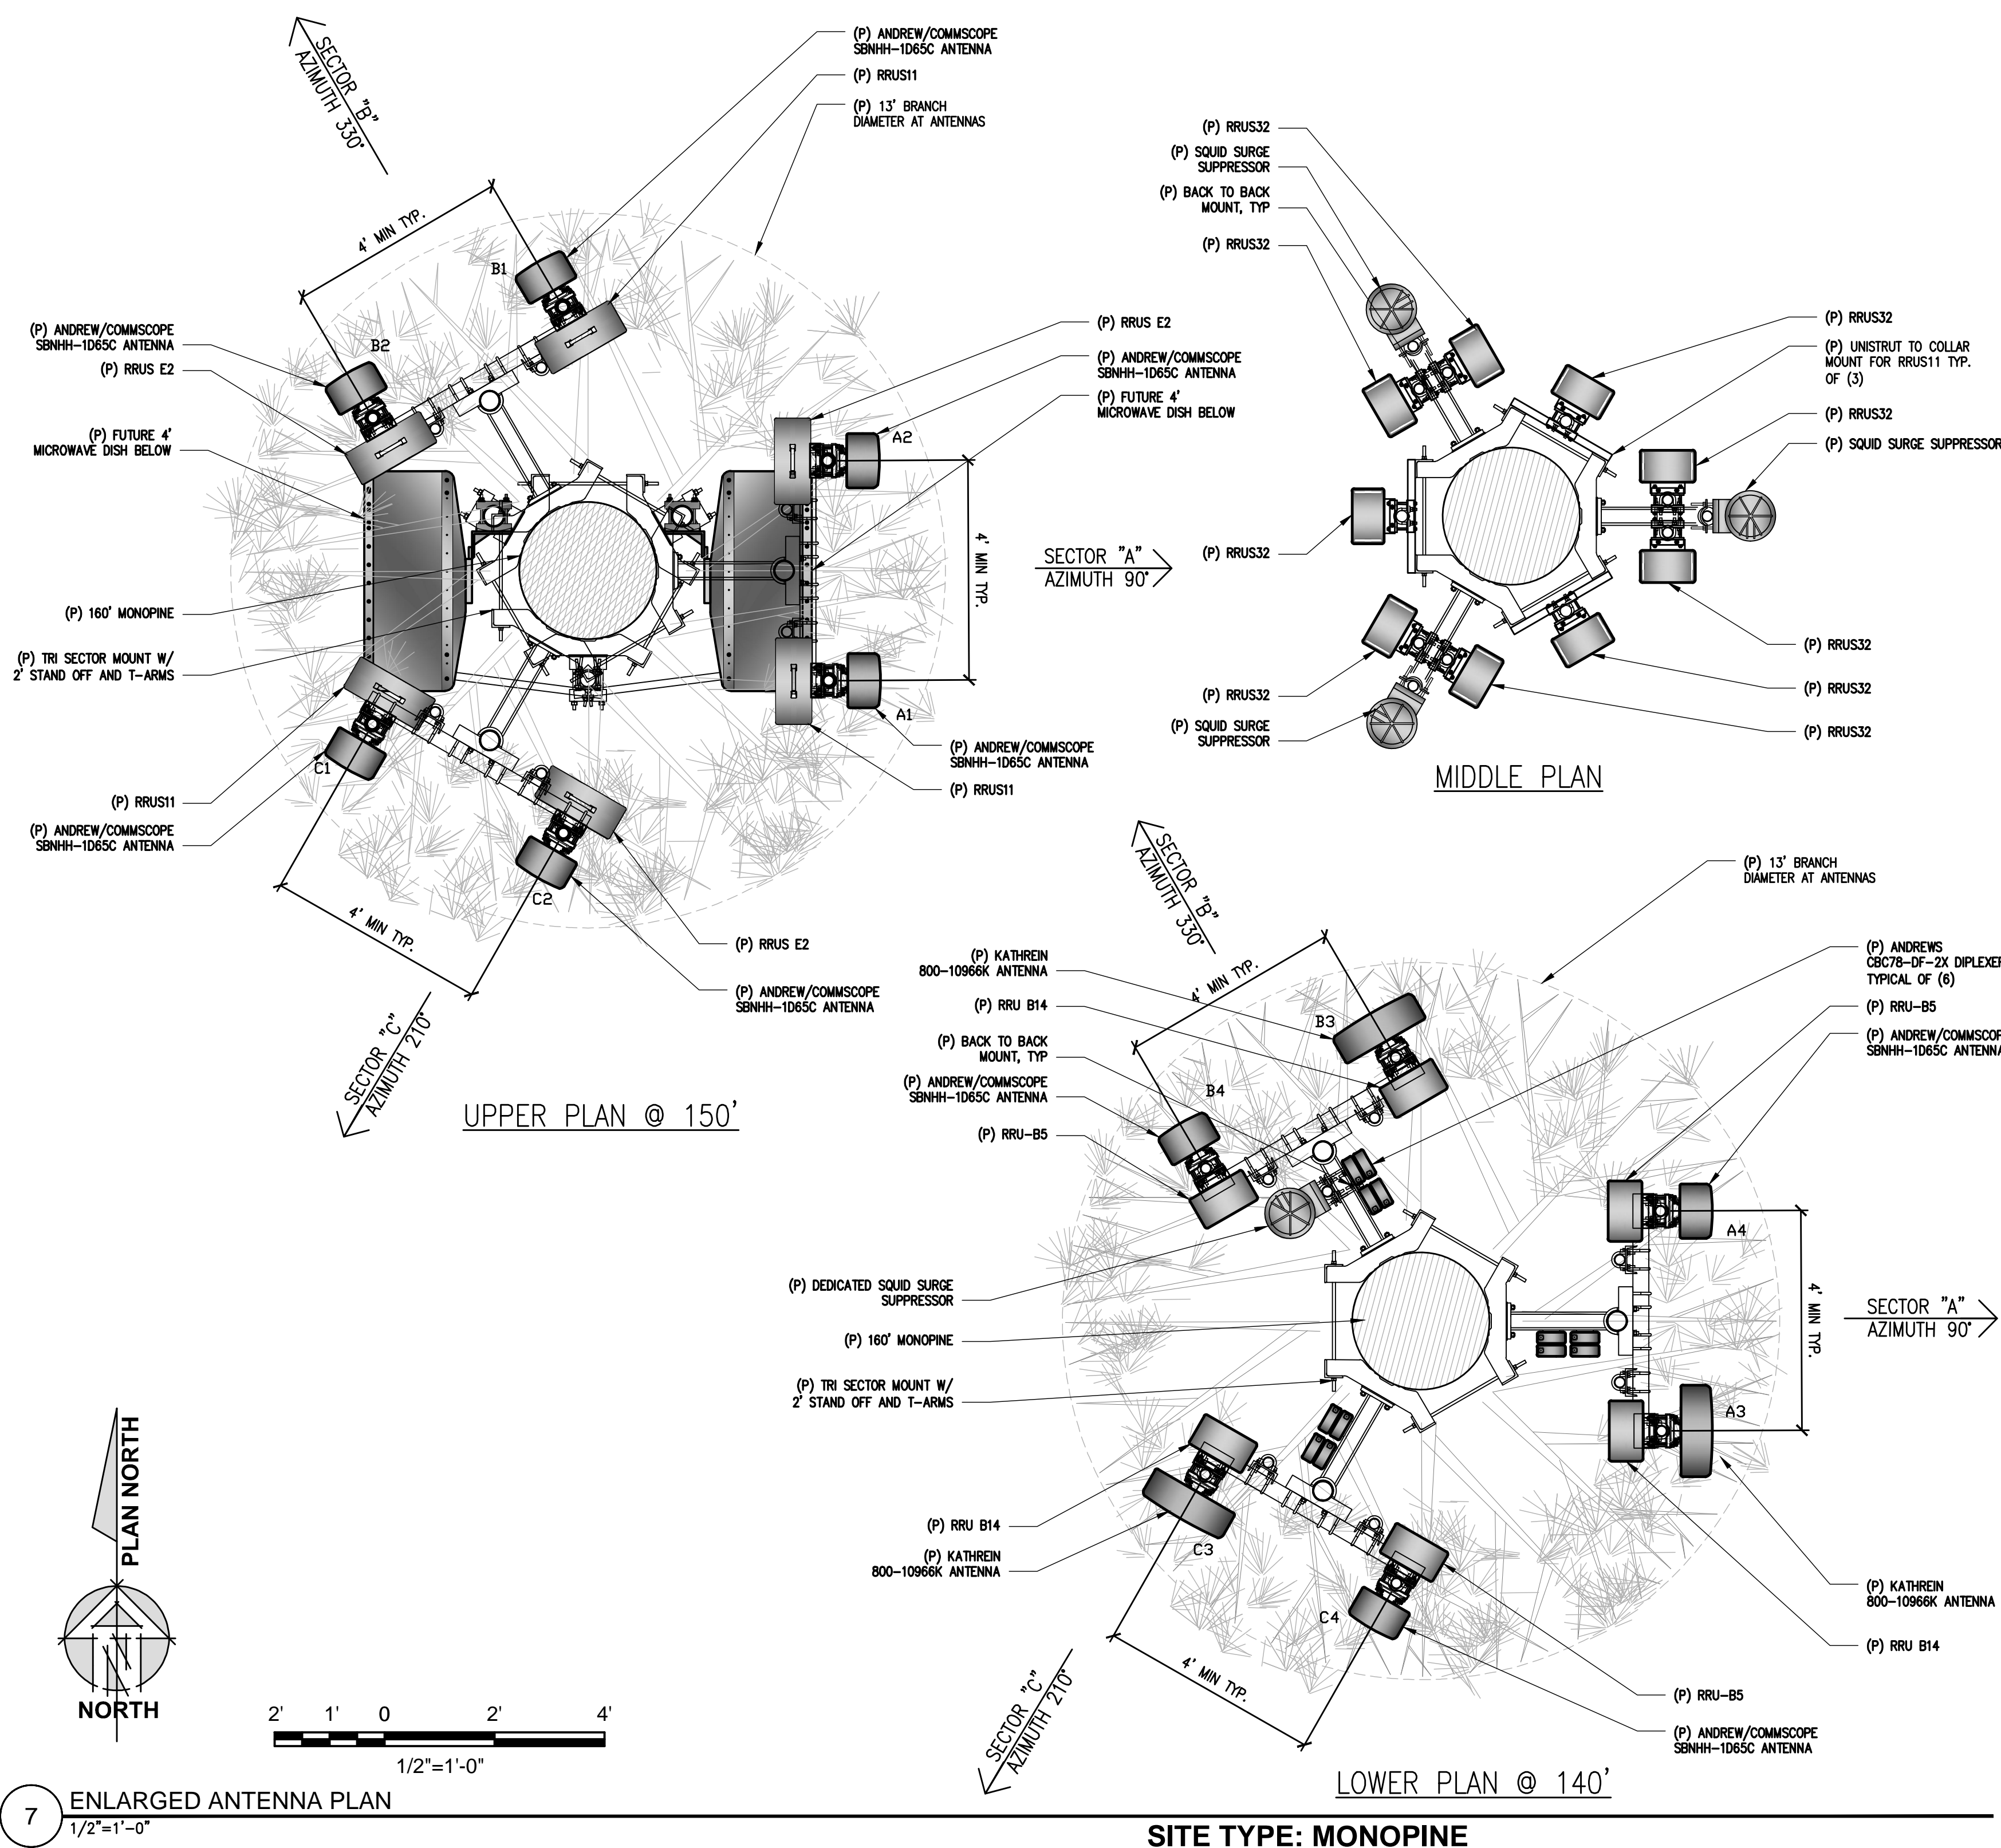 SECTOR "B"
AZIMUTH 330°
(P) ANDREW/COMMSCOPE
SBNHH-1D65C ANTENNA
(P) RRUS11
(P) 13' BRANCH
DIAMETER AT ANTENNAS
4' MIN TYP.
B1
B2
(P) ANDREW/COMMSCOPE
SBNHH-1D65C ANTENNA
(P) RRUS E2
(P) FUTURE 4'
MICROWAVE DISH BELOW
(P) 160' MONOPINE
(P) TRI SECTOR MOUNT W/
2' STAND OFF AND T-ARMS
(P) RRUS11
(P) ANDREW/COMMSCOPE
SBNHH-1D65C ANTENNA
(P) RRUS E2
(P) ANDREW/COMMSCOPE
SBNHH-1D65C ANTENNA
(P) FUTURE 4'
MICROWAVE DISH BELOW
A2
4' MIN TYP.
SECTOR "A"
AZIMUTH 90°
A1
(P) ANDREW/COMMSCOPE
SBNHH-1D65C ANTENNA
(P) RRUS11
C1
C2
4' MIN TYP.
(P) RRUS E2
(P) ANDREW/COMMSCOPE
SBNHH-1D65C ANTENNA
SECTOR "C"
AZIMUTH 210°
UPPER PLAN @ 150'
(P) RRUS32
(P) SQUID SURGE
SUPPRESSOR
(P) BACK TO BACK
MOUNT, TYP
(P) RRUS32
(P) RRUS32
(P) RRUS32
(P) SQUID SURGE
SUPPRESSOR
(P) RRUS32
(P) UNISTRUT TO COLLAR
MOUNT FOR RRUS11 TYP.
OF (3)
(P) RRUS32
(P) SQUID SURGE SUPPRESSOR
(P) RRUS32
(P) RRUS32
(P) RRUS32
MIDDLE PLAN
SECTOR "B"
AZIMUTH 330°
(P) 13' BRANCH
DIAMETER AT ANTENNAS
4' MIN TYP.
(P) KATHREIN
800-10966K ANTENNA
(P) RRU B14
(P) BACK TO BACK
MOUNT, TYP
(P) ANDREW/COMMSCOPE
SBNHH-1D65C ANTENNA
(P) RRU-B5
B3
B4
(P) DEDICATED SQUID SURGE
SUPPRESSOR
(P) 160' MONOPINE
(P) TRI SECTOR MOUNT W/
2' STAND OFF AND T-ARMS
(P) RRU B14
(P) KATHREIN
800-10966K ANTENNA
(P) ANDREWS
CBC78-DF-2X DIPLEXER
TYPICAL OF (6)
(P) RRU-B5
(P) ANDREW/COMMSCOPE
SBNHH-1D65C ANTENNA
A4
4' MIN TYP.
SECTOR "A"
AZIMUTH 90°
A3
(P) KATHREIN
800-10966K ANTENNA
(P) RRU B14
C3
C4
4' MIN TYP.
(P) RRU-B5
(P) ANDREW/COMMSCOPE
SBNHH-1D65C ANTENNA
SECTOR "C"
AZIMUTH 210°
LOWER PLAN @ 140'
PLAN NORTH
NORTH
2' 1' 0 2' 4'
1/2"=1'-0"
7
ENLARGED ANTENNA PLAN
1/2"=1'-0"
SITE TYPE: MONOPINE